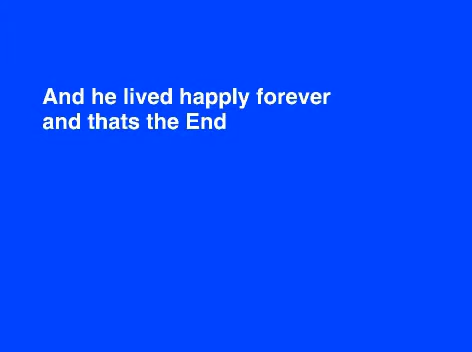 And he lived happly forever
and thats the End